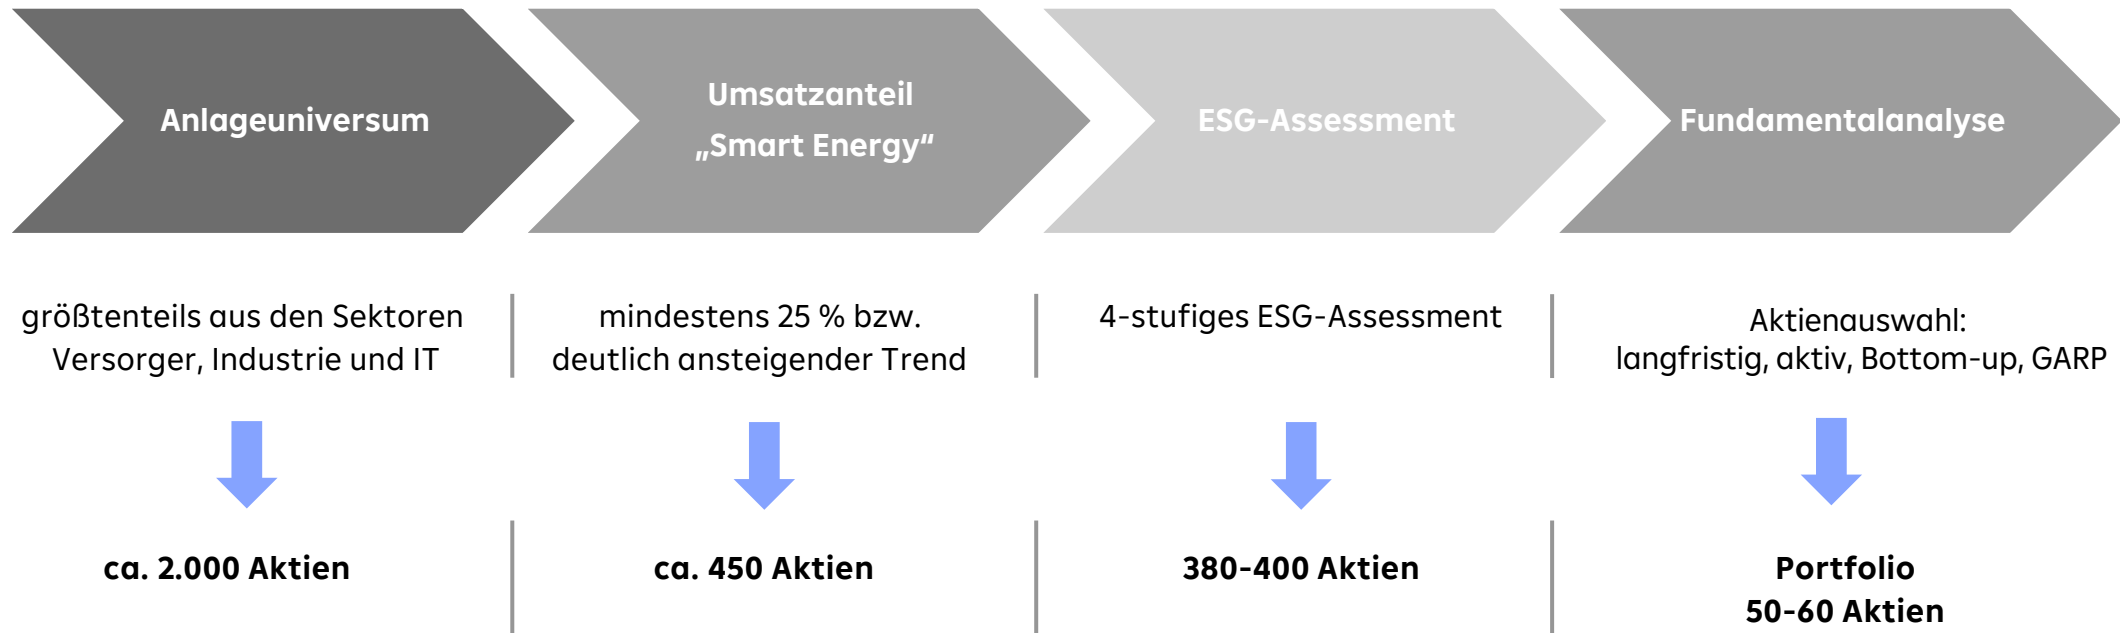 Anlageuniversum
Umsatzanteil
„Smart Energy“
ESG-Assessment
Fundamentalanalyse
größtenteils aus den Sektoren
Versorger, Industrie und IT
mindestens 25 % bzw.
deutlich ansteigender Trend
4-stufiges ESG-Assessment
Aktienauswahl:
langfristig, aktiv, Bottom-up, GARP
ca. 2.000 Aktien
ca. 450 Aktien
380-400 Aktien
Portfolio
50-60 Aktien